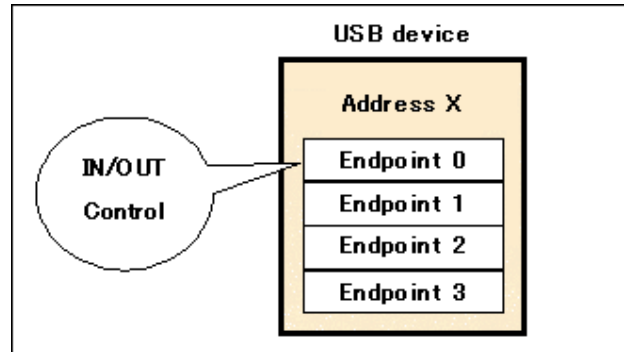 USB device
Address X
IN/OUT
Control
Endpoint 0
Endpoint 1
Endpoint 2
Endpoint 3